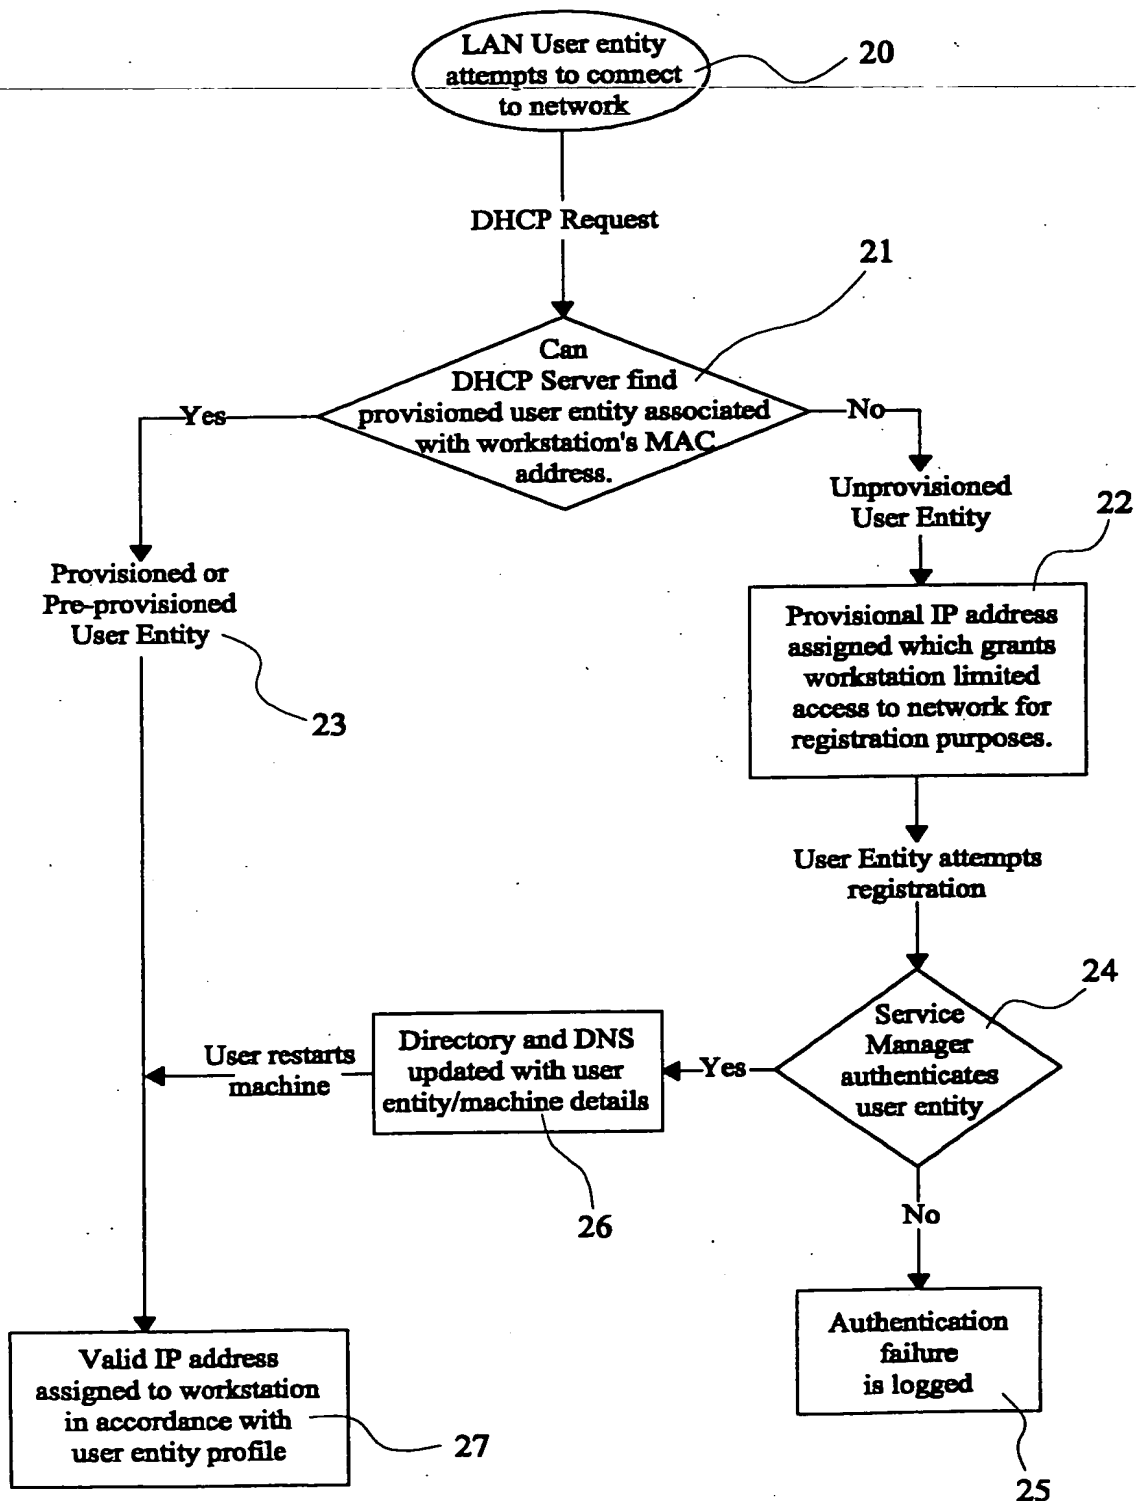 LAN User entity
attempts to connect
to network
20
DHCP Request
21
Can
DHCP Server find
provisioned user entity associated
with workstation's MAC
address.
Yes
No
Unprovisioned
User Entity
22
Provisioned or
Pre-provisioned
User Entity
23
Provisional IP address
assigned which grants
workstation limited
access to network for
registration purposes.
User Entity attempts
registration
24
Service
Manager
authenticates
user entity
Yes
Directory and DNS
updated with user
entity/machine details
26
User restarts
machine
No
Authentication
failure
is logged
25
Valid IP address
assigned to workstation
in accordance with
user entity profile
27